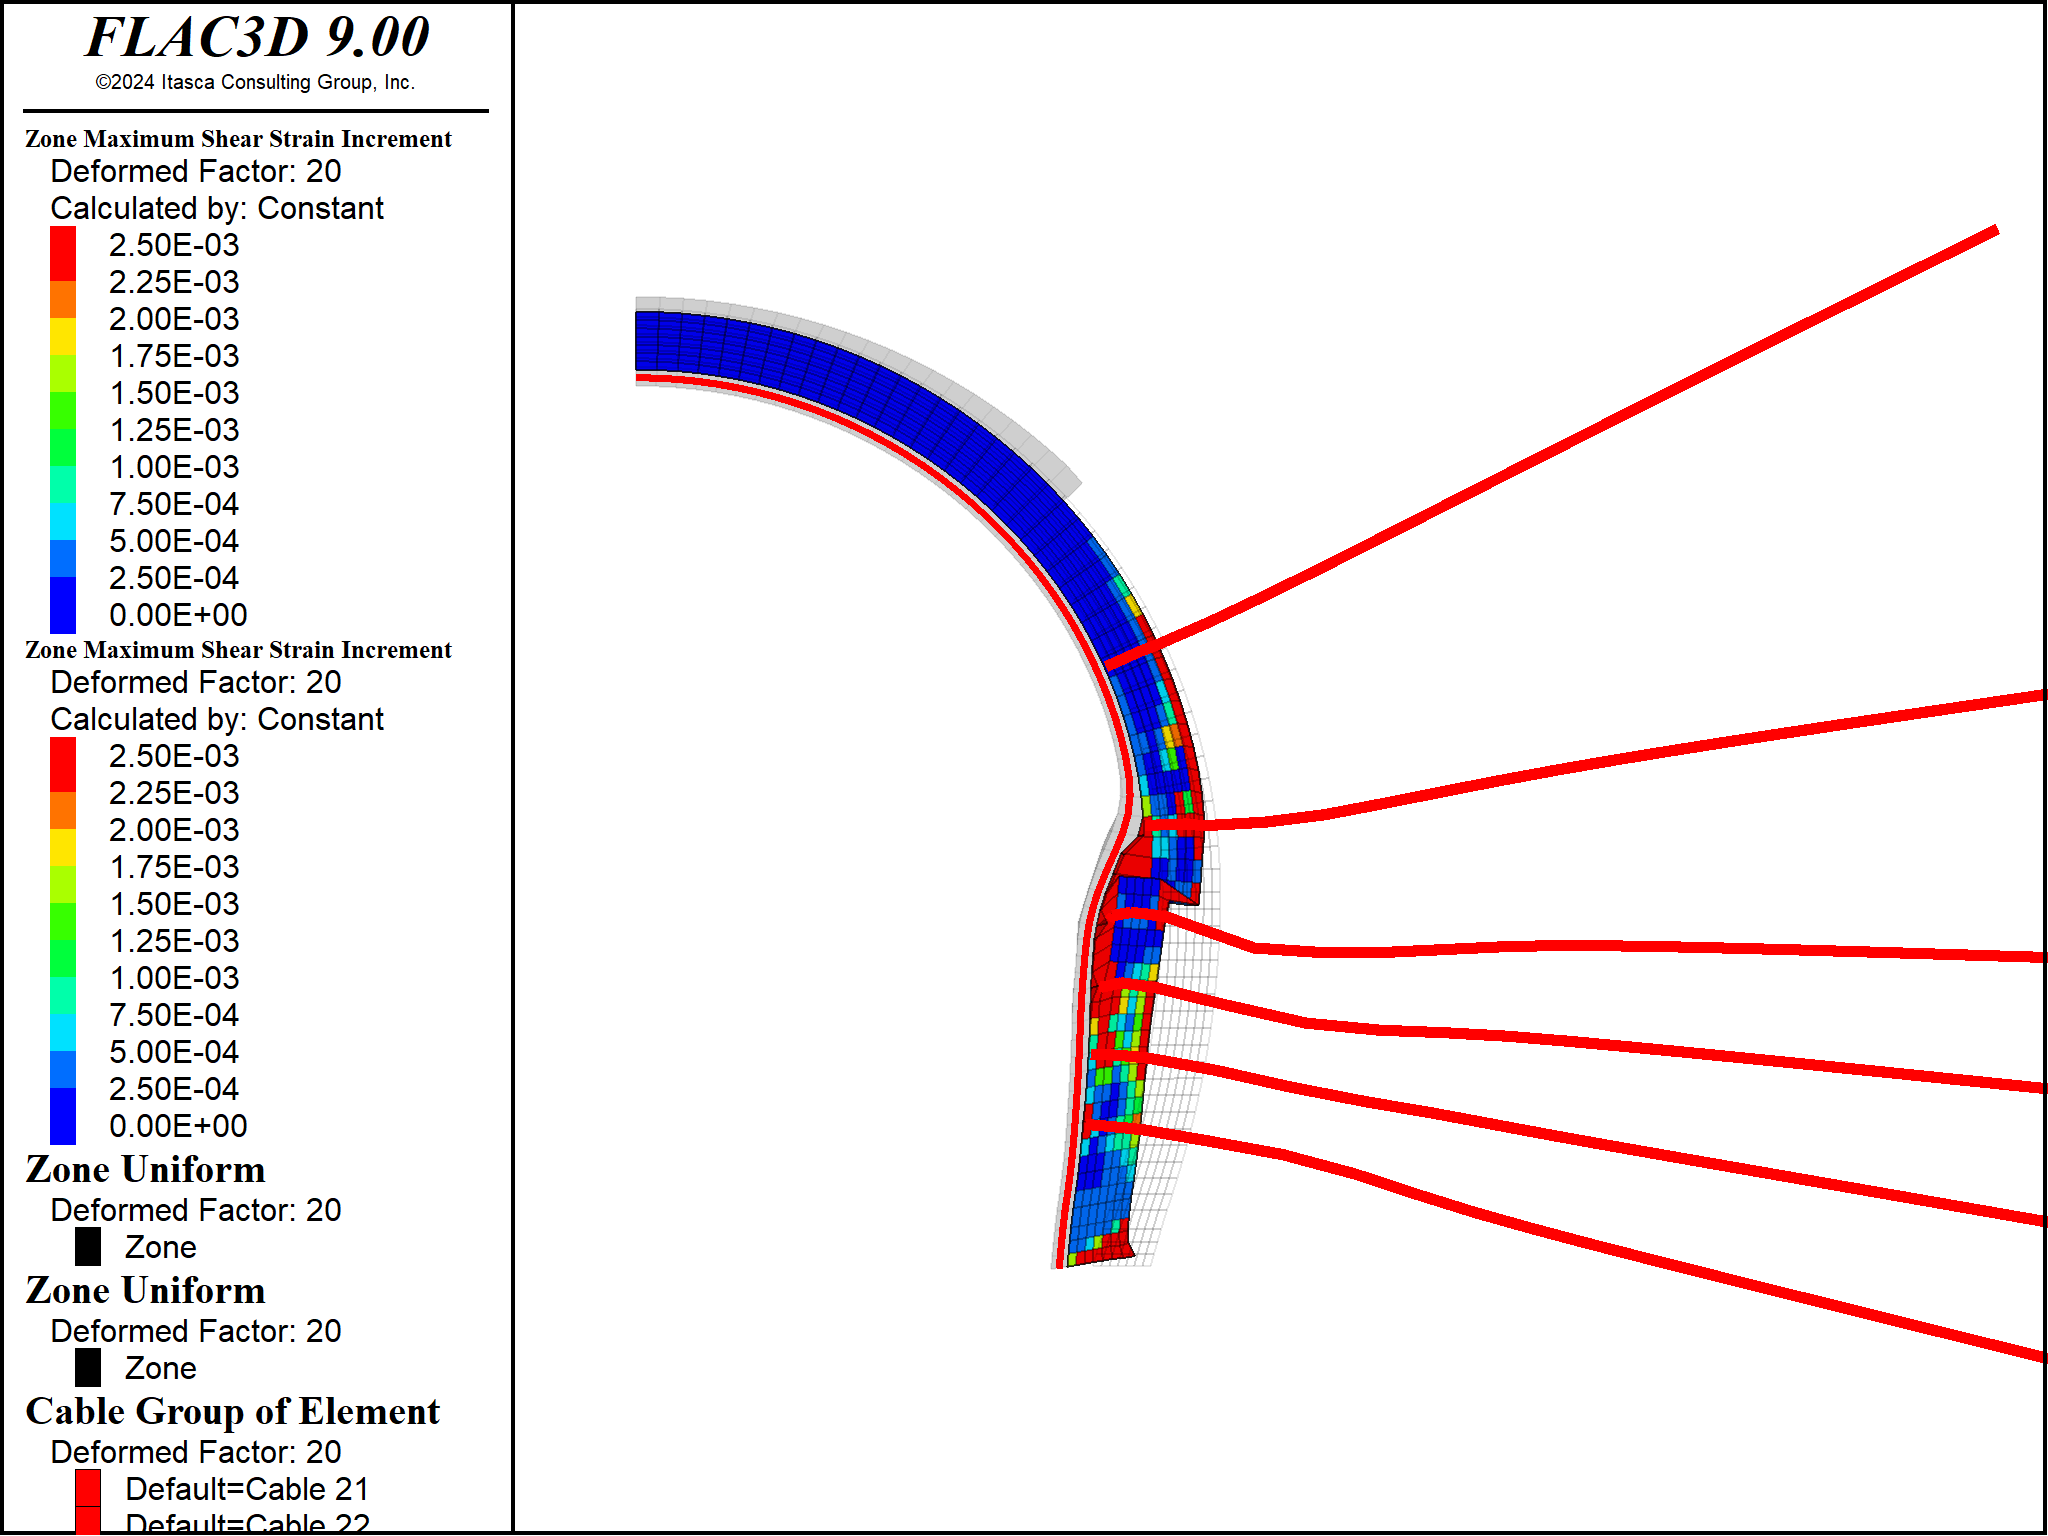 FLAC3D 9.00
©2024 Itasca Consulting Group, Inc.
Zone Maximum Shear Strain Increment
Deformed Factor: 20
Calculated by: Constant
2.50E-03
2.25E-03
2.00E-03
1.75E-03
1.50E-03
1.25E-03
1.00E-03
7.50E-04
5.00E-04
2.50E-04
0.00E+00
Zone Maximum Shear Strain Increment
Deformed Factor: 20
Calculated by: Constant
2.50E-03
2.25E-03
2.00E-03
1.75E-03
1.50E-03
1.25E-03
1.00E-03
7.50E-04
5.00E-04
2.50E-04
0.00E+00
Zone Uniform
Deformed Factor: 20
Zone
Zone Uniform
Deformed Factor: 20
Zone
Cable Group of Element
Deformed Factor: 20
Default=Cable 21
Default=Cable 22